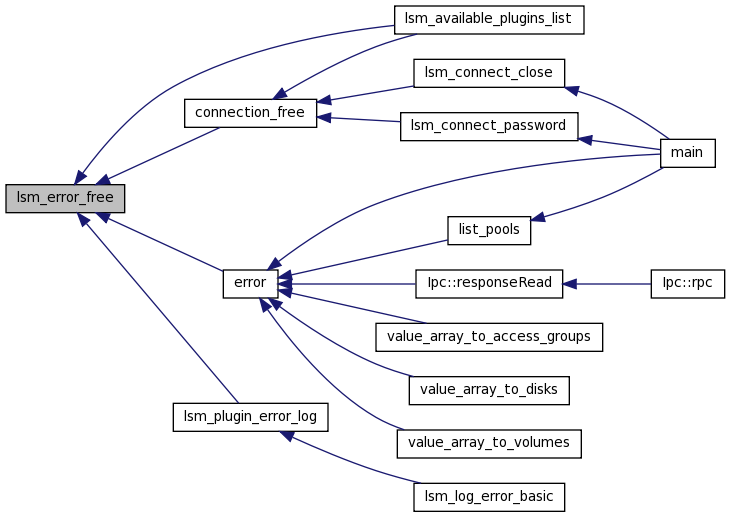 lsm_available_plugins_list
lsm_connect_close
connection_free
lsm_connect_password
main
lsm_error_free
list_pools
error
Ipc::responseRead
Ipc::rpc
value_array_to_access_groups
value_array_to_disks
lsm_plugin_error_log
value_array_to_volumes
lsm_log_error_basic